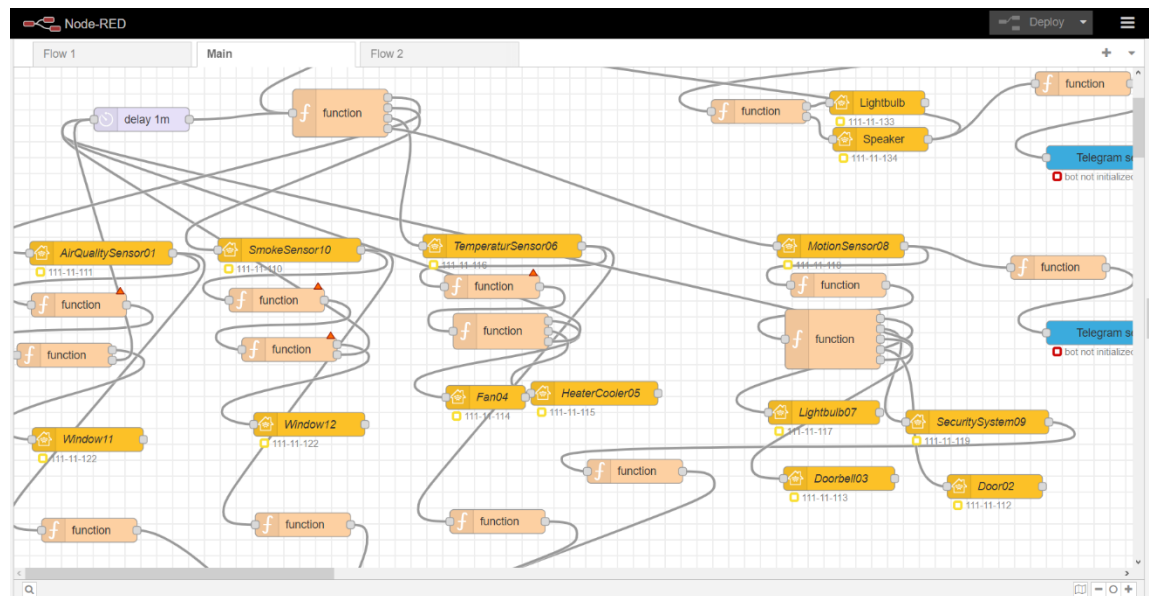 Node-RED
Deploy
Flow 1
Main
Flow 2
function
delay 1m
function
function
Lightbulb
111-11-133
Speaker
111-11-134
Telegram s
bot not initialized
AirQualitySensor01
111-11-111
SmokeSensor10
111-11-110
TemperaturSensor06
111-11-116
MotionSensor08
111-11-118
function
function
function
function
function
function
function
function
function
Telegram s
bot not initialized
Fan04
111-11-114
HeaterCooler05
111-11-115
Lightbulb07
111-11-117
SecuritySystem09
111-11-119
Window11
111-11-122
Window12
111-11-122
function
Doorbell03
111-11-113
Door02
111-11-112
function
function
function